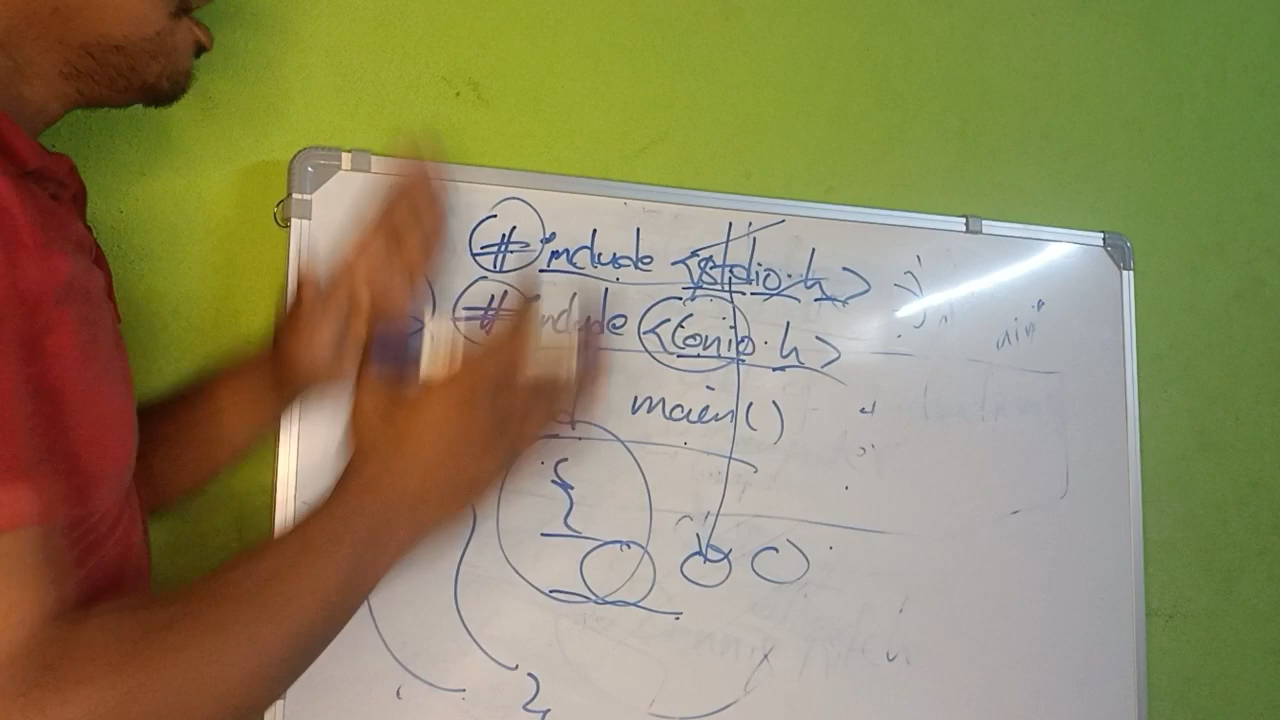 #include <stdio.h>
#include <conio.h>
main()
{
}